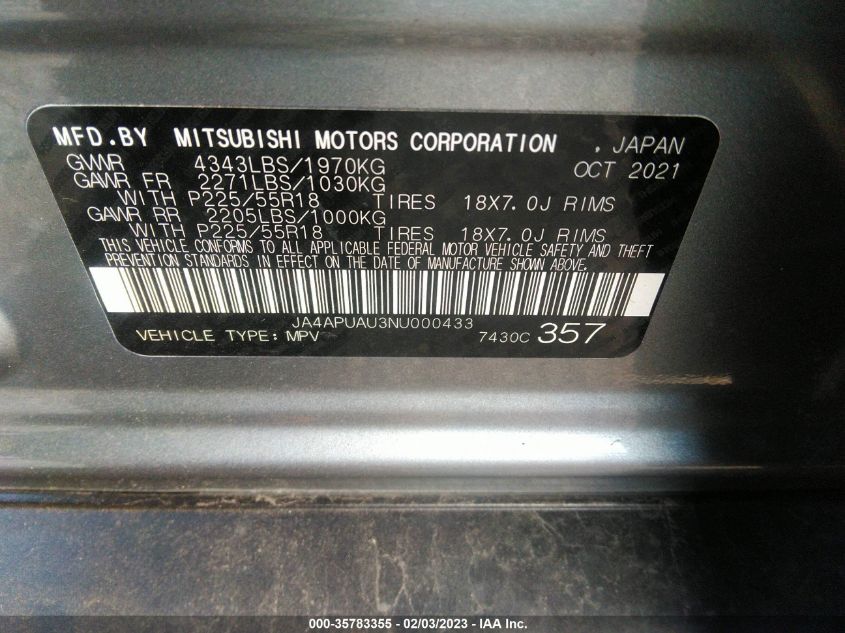 MFD.BY MITSUBISHI MOTORS CORPORATION . JAPAN
GVWR 4343LBS/1970KG OCT 2021
GAWR FR 2271LBS/1030KG
WITH P225/55R18 TIRES 18X7.0J RIMS
GAWR RR 2205LBS/1000KG
WITH P225/55R18 TIRES 18X7.0J RIMS
THIS VEHICLE CONFORMS TO ALL APPLICABLE FEDERAL MOTOR VEHICLE SAFETY AND THEFT
PREVENTION STANDARDS IN EFFECT ON THE DATE OF MANUFACTURE SHOWN ABOVE.
JA4APUAU3NU000433
VEHICLE TYPE: MPV 7430C 357
000-35783355 - 02/03/2023 - IAA Inc.